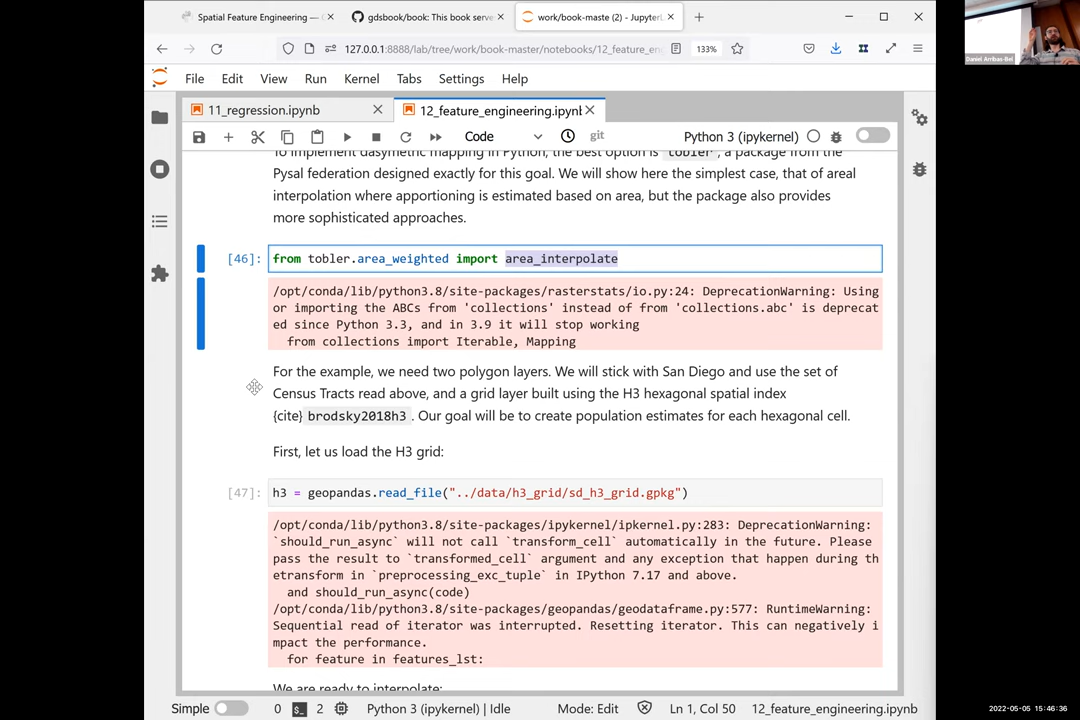 Spatial Feature Engineering —
gdsbook/book: This book serve
work/book-maste (2) - Jupyter
127.0.0.1:8888/lab/tree/work/book-master/notebooks/12_feature_en
133%
File Edit View Run Kernel Tabs Settings Help
11_regression.ipynb
12_feature_engineering.ipynb
Code
git
Python 3 (ipykernel)
To implement dasymetric mapping in Python, the best option is tobler, a package from the
Pysal federation designed exactly for this goal. We will show here the simplest case, that of areal
interpolation where apportioning is estimated based on area, but the package also provides
more sophisticated approaches.
[46]: from tobler.area_weighted import area_interpolate
/opt/conda/lib/python3.8/site-packages/rasterstats/io.py:24: DeprecationWarning: Using
or importing the ABCs from 'collections' instead of from 'collections.abc' is deprecat
ed since Python 3.3, and in 3.9 it will stop working
from collections import Iterable, Mapping
For the example, we need two polygon layers. We will stick with San Diego and use the set of
Census Tracts read above, and a grid layer built using the H3 hexagonal spatial index
{cite} brodsky2018h3 . Our goal will be to create population estimates for each hexagonal cell.
First, let us load the H3 grid:
[47]: h3 = geopandas.read_file("../data/h3_grid/sd_h3_grid.gpkg")
/opt/conda/lib/python3.8/site-packages/ipykernel/ipkernel.py:283: DeprecationWarning:
`should_run_async` will not call `transform_cell` automatically in the future. Please
pass the result to `transformed_cell` argument and any exception that happen during th
etransform in `preprocessing_exc_tuple` in IPython 7.17 and above.
and should_run_async(code)
/opt/conda/lib/python3.8/site-packages/geopandas/geodataframe.py:577: RuntimeWarning:
Sequential read of iterator was interrupted. Resetting iterator. This can negatively i
mpact the performance.
for feature in features_lst:
We are ready to interpolate:
Simple 0 2 Python 3 (ipykernel) | Idle Mode: Edit Ln 1, Col 50 12_feature_engineering.ipynb
Daniel Arribas-Bel
2022-05-05 15:46:36